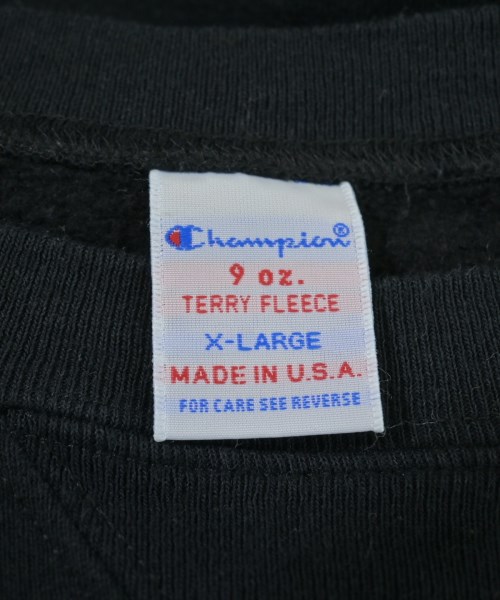 Champion®
9 oz.
TERRY FLEECE
X-LARGE
MADE IN U.S.A.
FOR CARE SEE REVERSE